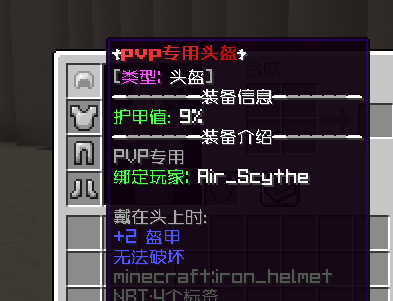 pvp专用头盔
合成
[类型: 头盔]
装备信息
护甲值: 9%
装备介绍
PVP专用
绑定玩家: Air_Scythe
戴在头上时:
+2 盔甲
无法破坏
minecraft:iron_helmet
NBT:4个标签